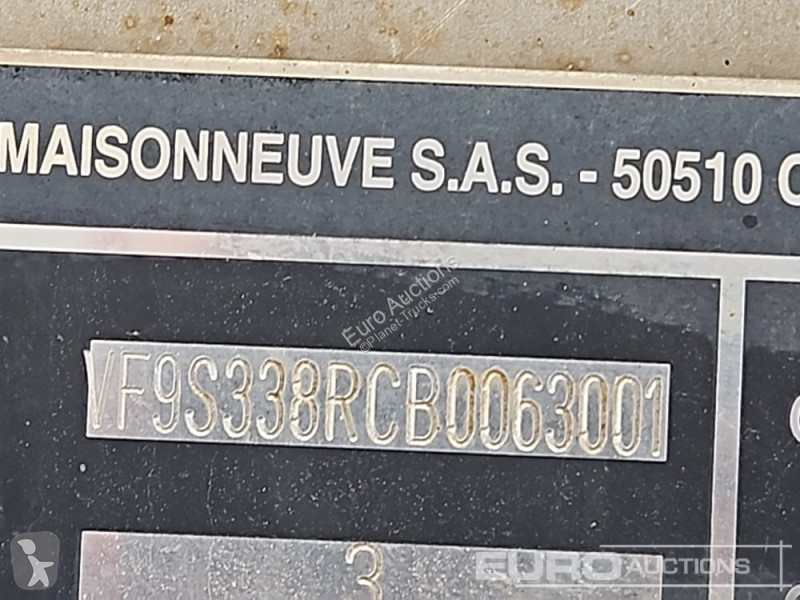 MAISONNEUVE S.A.S. - 50510 C
Euro Auctions
©Planet-Trucks.com
VF9S338RCB0063001
3
EURO AUCTIONS